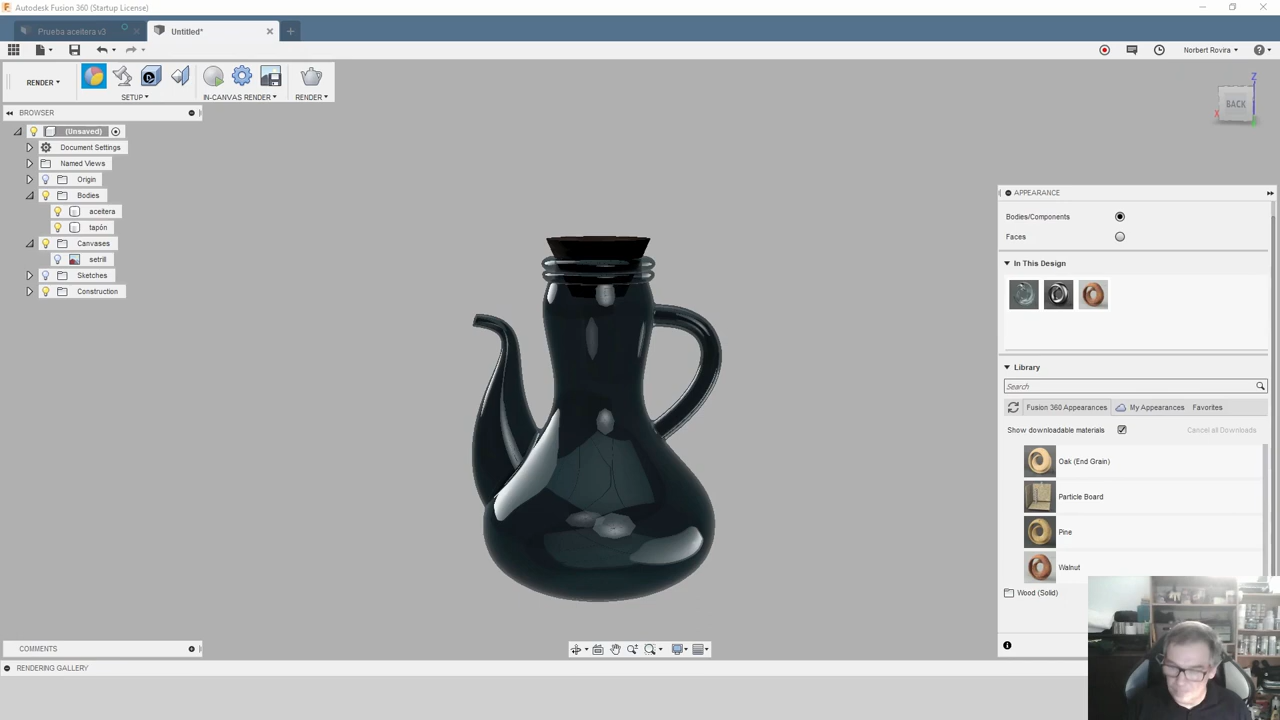 Autodesk Fusion 360 (Startup License)
Prueba aceitera v3
Untitled*
Norbert Rovira
RENDER
SETUP
IN-CANVAS RENDER
RENDER
BROWSER
(Unsaved)
Document Settings
Named Views
Origin
Bodies
aceitera
tapón
Canvases
setrill
Sketches
Construction
Z
BACK
X
APPEARANCE
Bodies/Components
Faces
In This Design
Library
Search
Fusion 360 Appearances
My Appearances
Favorites
Show downloadable materials
Cancel all Downloads
Oak (End Grain)
Particle Board
Pine
Walnut
Wood (Solid)
COMMENTS
RENDERING GALLERY